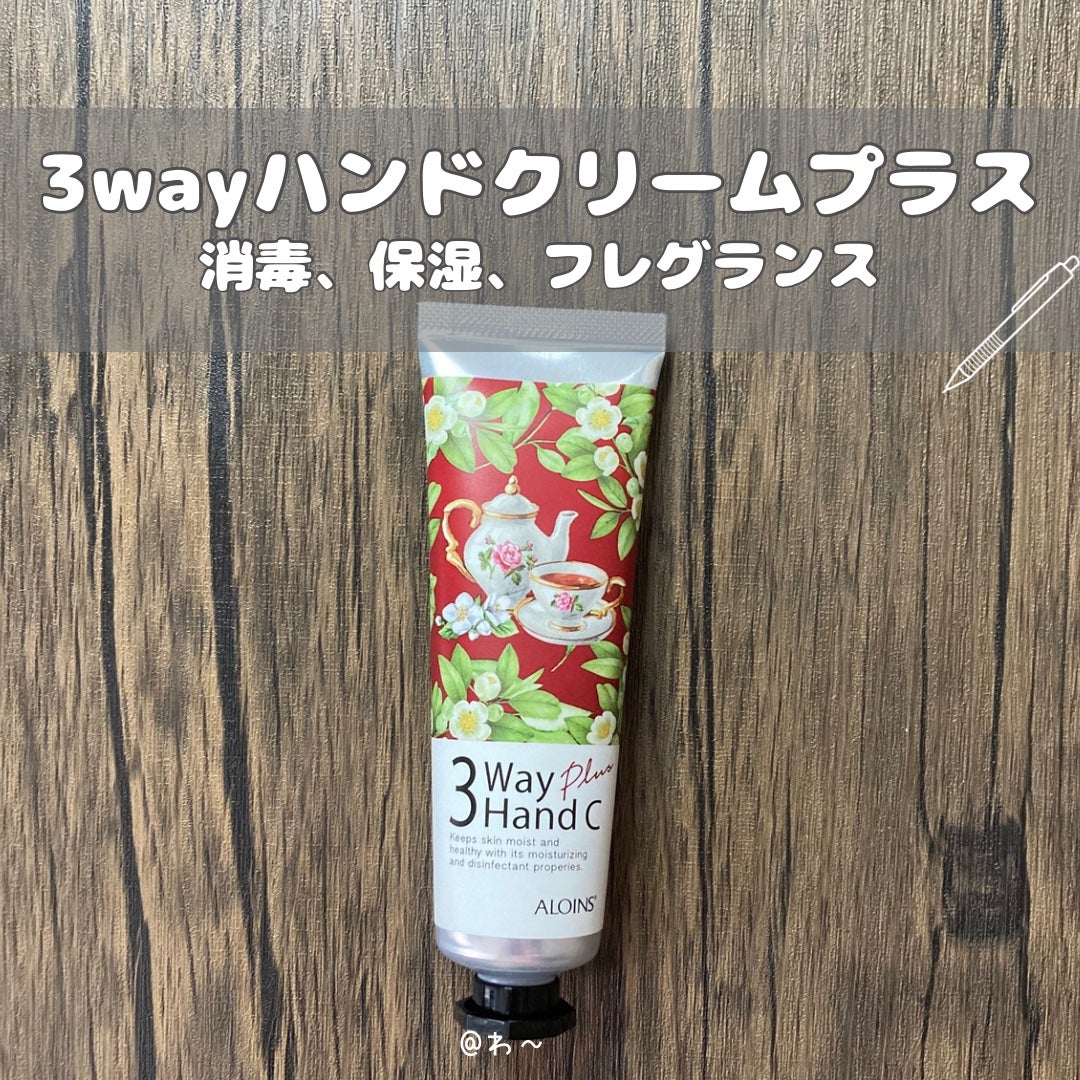 3wayハンドクリームプラス
消毒、保湿、フレグランス
3 Way Plus
Hand C
Keeps skin moist and
healthy with its moisturizing
and disinfectant properies.
ALOINS®
@わ～